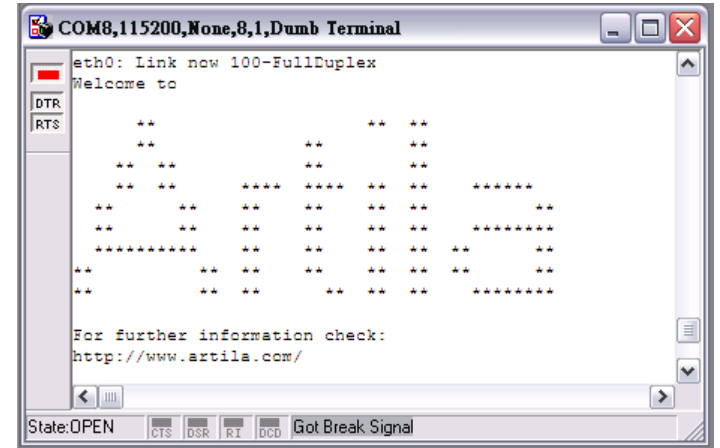 COM8,115200,None,8,1,Dumb Terminal
eth0: Link now 100-FullDuplex
Welcome to
DTR
RTS
Artila
For further information check:
http://www.artila.com/
State:OPEN CTS DSR RI DCD Got Break Signal